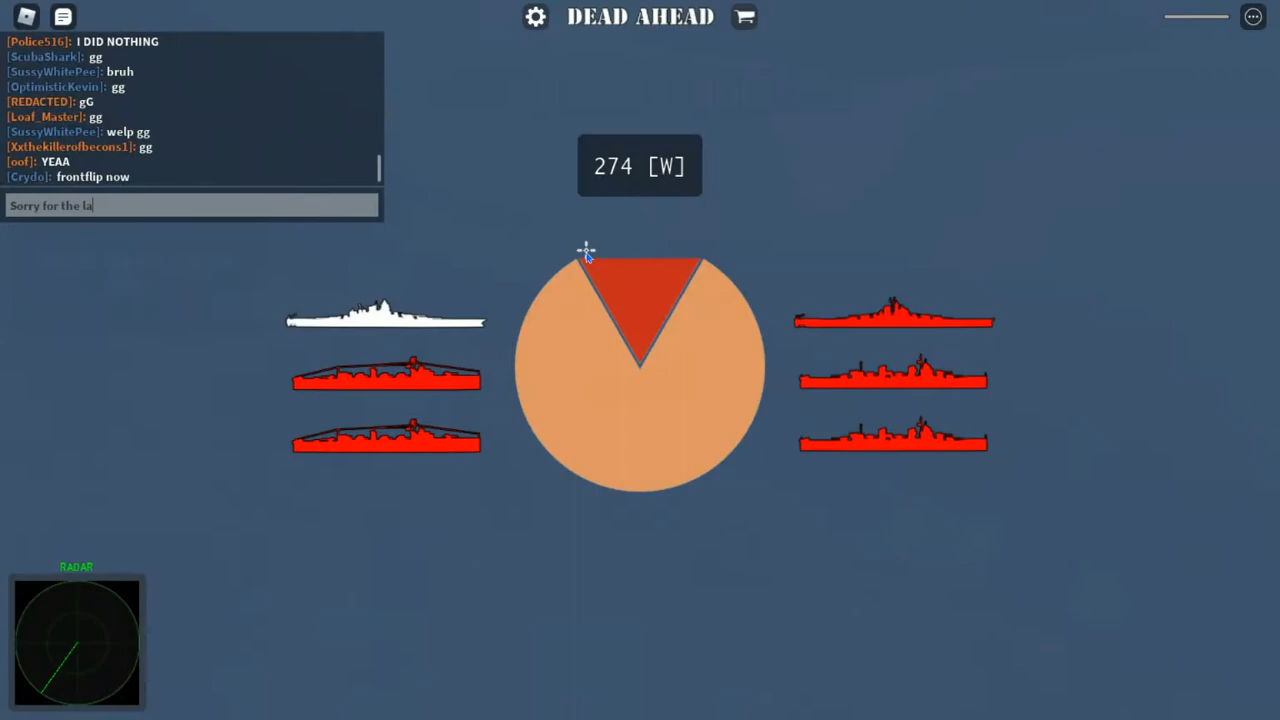 DEAD AHEAD
[Police516]: I DID NOTHING
[ScubaShark]: gg
[SussyWhitePee]: bruh
[OptimisticKevin]: gg
[REDACTED]: gG
[Loaf_Master]: gg
[SussyWhitePee]: welp gg
[Xxthekillerofbecons1]: gg
[oof]: YEAA
[Crydo]: frontflip now
Sorry for the la
274 [W]
RADAR